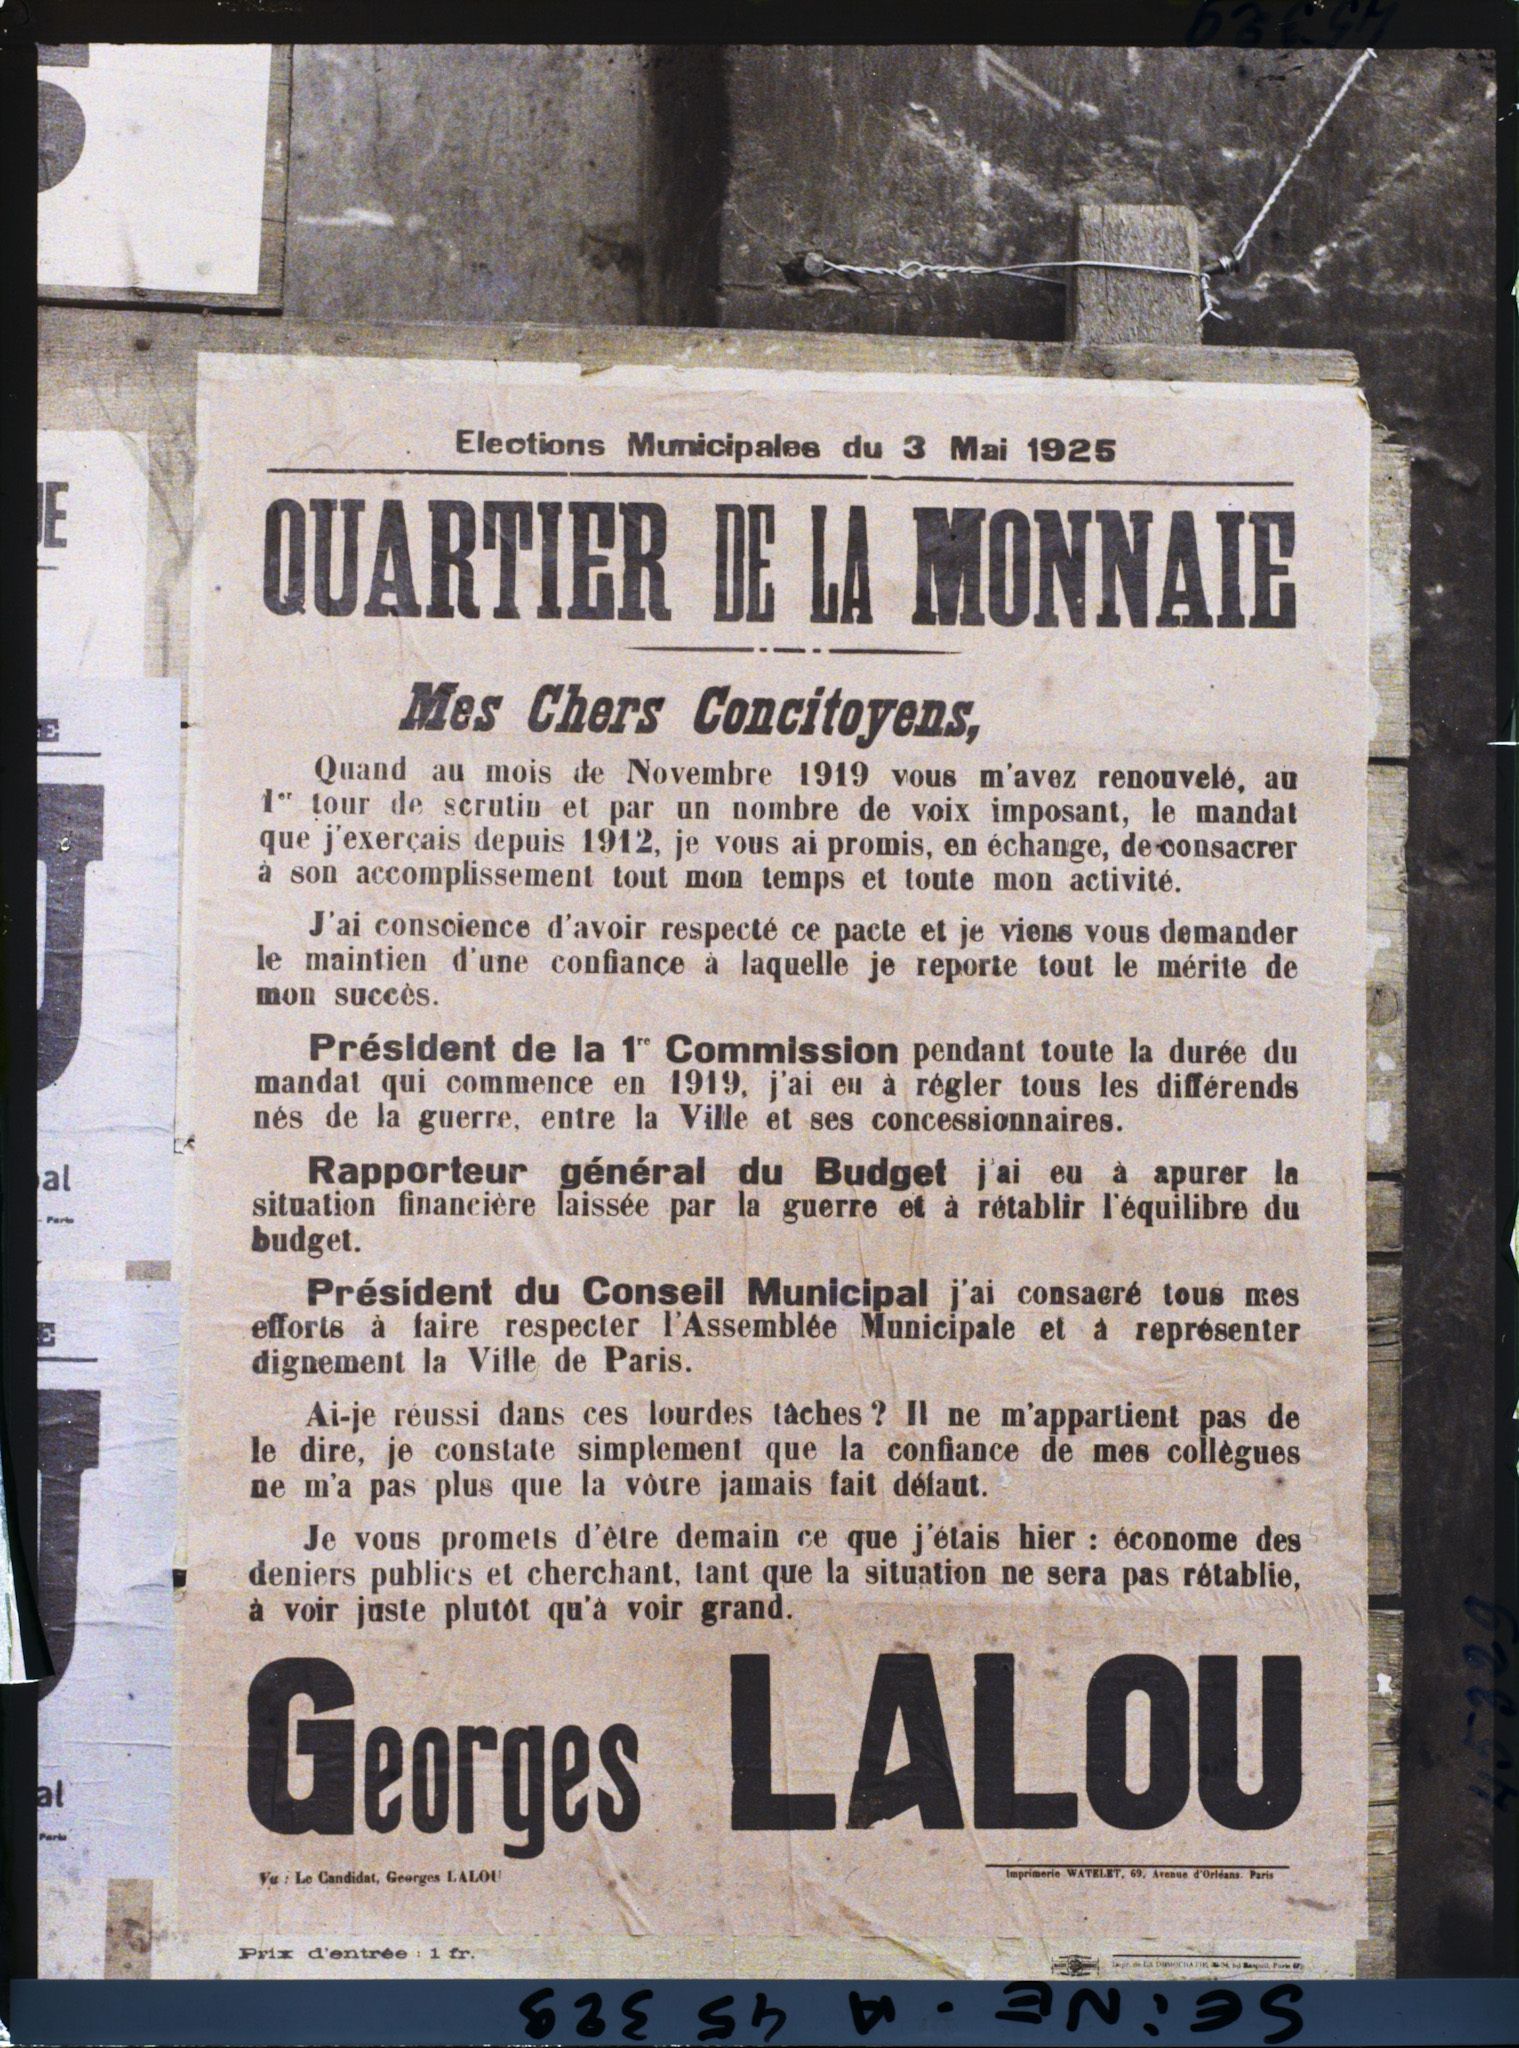 Elections Municipales du 3 Mai 1925
QUARTIER DE LA MONNAIE
Mes Chers Concitoyens,
Quand au mois de Novembre 1919 vous m'avez renouvelé, au
1er tour de scrutin et par un nombre de voix imposant, le mandat
que j'exerçais depuis 1912, je vous ai promis, en échange, de consacrer
à son accomplissement tout mon temps et toute mon activité.
J'ai conscience d'avoir respecté ce pacte et je viens vous demander
le maintien d'une confiance à laquelle je reporte tout le mérite de
mon succès.
Président de la 1re Commission pendant toute la durée du
mandat qui commence en 1919, j'ai eu à régler tous les différends
nés de la guerre, entre la Ville et ses concessionnaires.
Rapporteur général du Budget j'ai eu à apurer la
situation financière laissée par la guerre et à rétablir l'équilibre du
budget.
Président du Conseil Municipal j'ai consacré tous mes
efforts à faire respecter l'Assemblée Municipale et à représenter
dignement la Ville de Paris.
Ai-je réussi dans ces lourdes tâches ? Il ne m'appartient pas de
le dire, je constate simplement que la confiance de mes collègues
ne m'a pas plus que la vôtre jamais fait défaut.
Je vous promets d'être demain ce que j'étais hier : économe des
deniers publics et cherchant, tant que la situation ne sera pas rétablie,
à voir juste plutôt qu'à voir grand.
Georges LALOU
Vu : Le Candidat, Georges LALOU
Imprimerie WATELET, 69, Avenue d'Orléans. Paris
Prix d'entrée : 1 fr.
Impr. de LA DEMOCRATIE
UE
E
U
al
Paris
E
U
al
Paris
45329
45329
SEINE - A 45 329